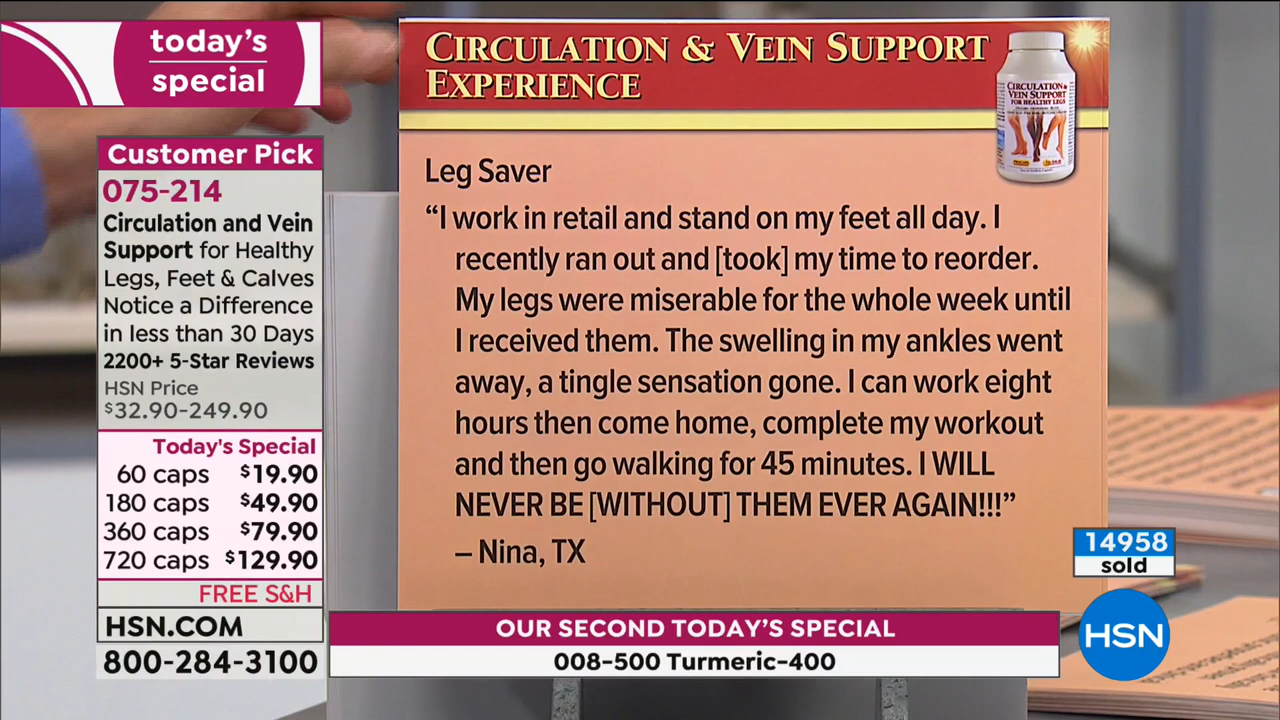 today's
special
Customer Pick
075-214
Circulation and Vein
Support for Healthy
Legs, Feet & Calves
Notice a Difference
in less than 30 Days
2200+ 5-Star Reviews
HSN Price
$32.90-249.90
Today's Special
60 caps $19.90
180 caps $49.90
360 caps $79.90
720 caps $129.90
FREE S&H
HSN.COM
800-284-3100
CIRCULATION & VEIN SUPPORT
EXPERIENCE
CIRCULATION &
VEIN SUPPORT
FOR HEALTHY LEGS
Leg Saver
“I work in retail and stand on my feet all day. I
recently ran out and [took] my time to reorder.
My legs were miserable for the whole week until
I received them. The swelling in my ankles went
away, a tingle sensation gone. I can work eight
hours then come home, complete my workout
and then go walking for 45 minutes. I WILL
NEVER BE [WITHOUT] THEM EVER AGAIN!!!”
– Nina, TX
14958
sold
HSN
OUR SECOND TODAY'S SPECIAL
008-500 Turmeric-400